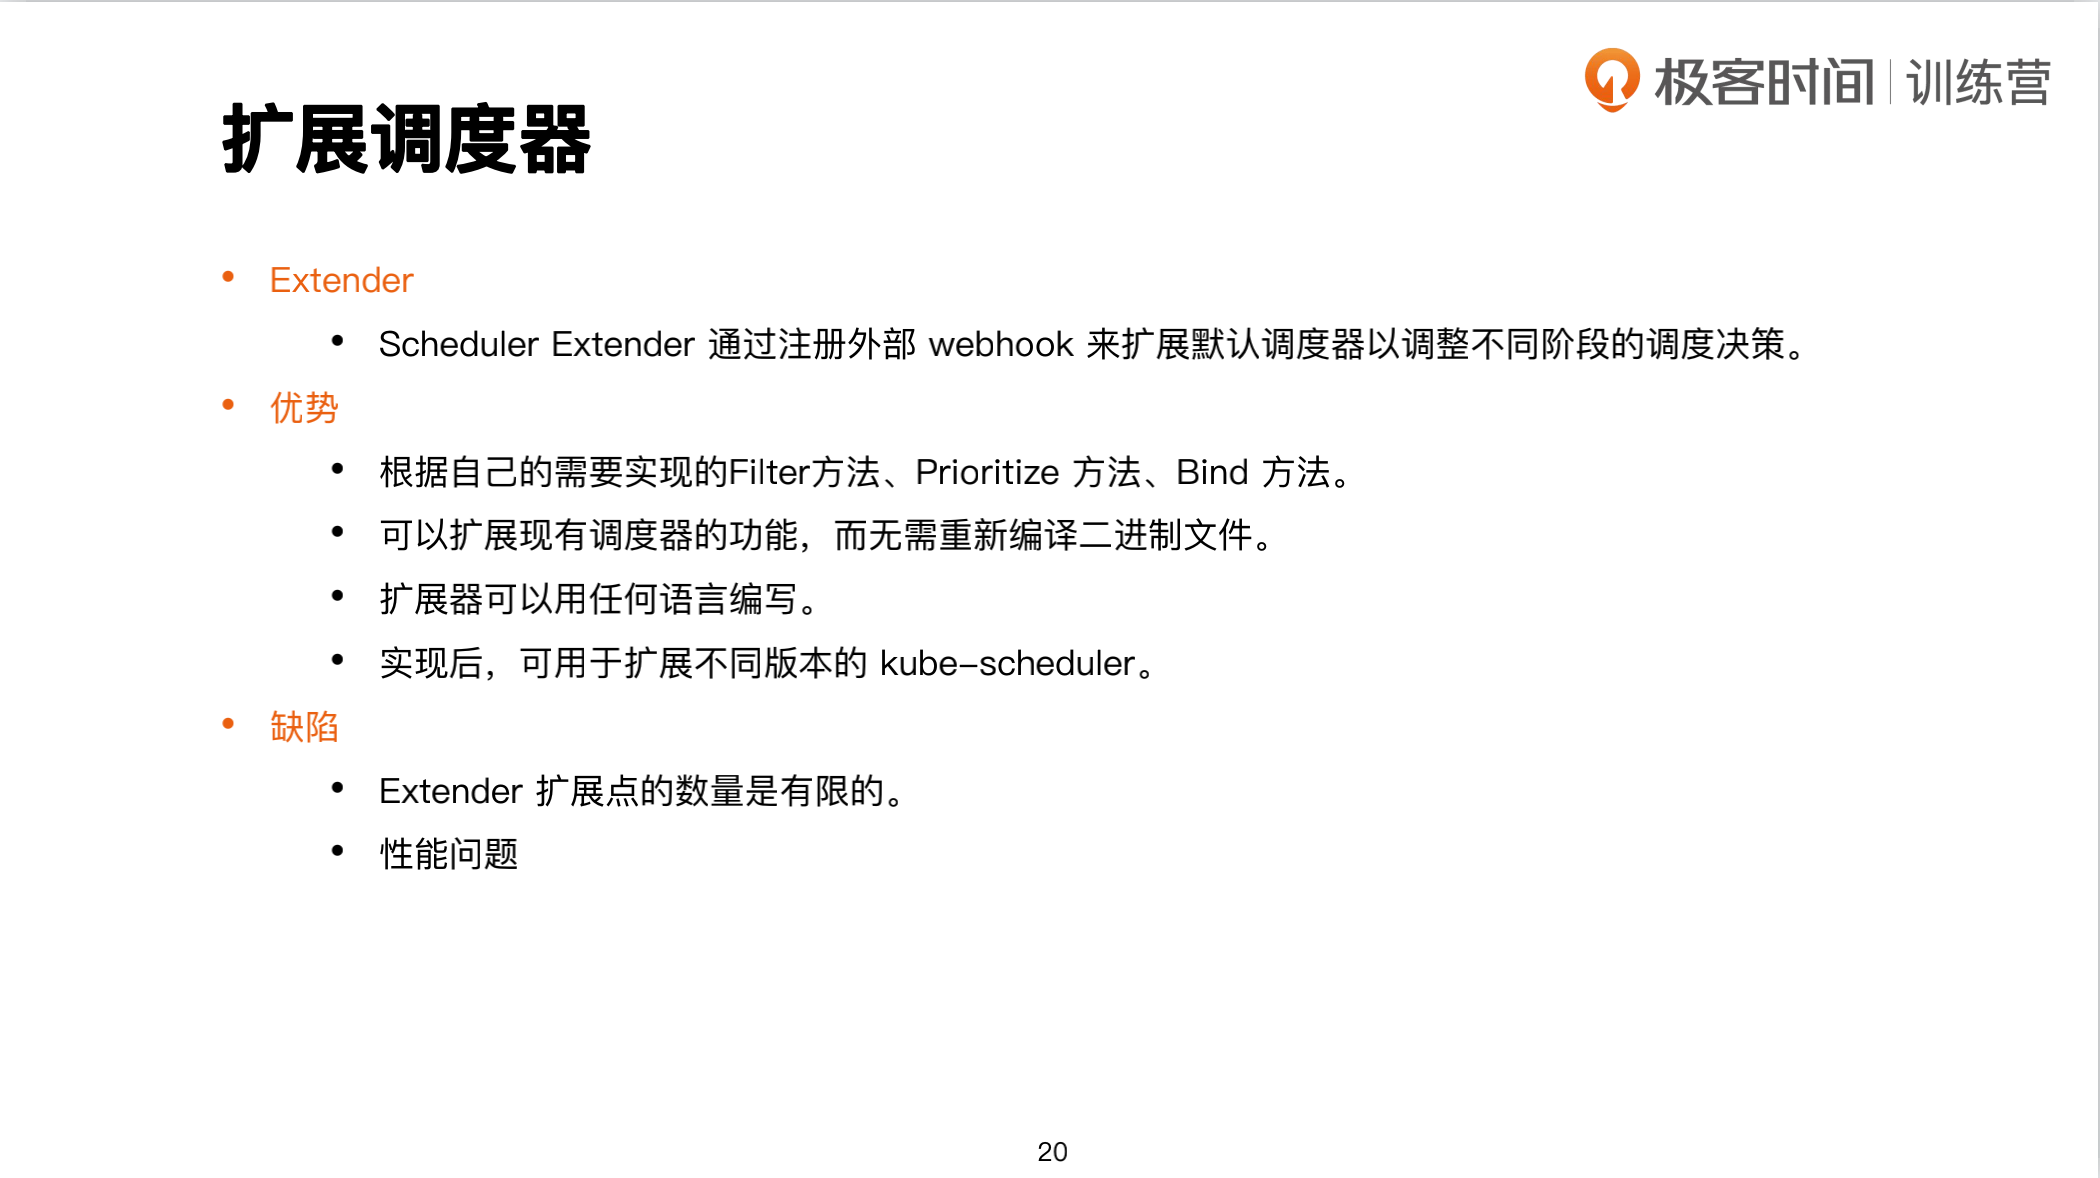 极客时间 | 训练营
扩展调度器
• Extender
• Scheduler Extender 通过注册外部 webhook 来扩展默认调度器以调整不同阶段的调度决策。
• 优势
• 根据自己的需要实现的Filter方法、Prioritize 方法、Bind 方法。
• 可以扩展现有调度器的功能，而无需重新编译二进制文件。
• 扩展器可以用任何语言编写。
• 实现后，可用于扩展不同版本的 kube-scheduler。
• 缺陷
• Extender 扩展点的数量是有限的。
• 性能问题
20